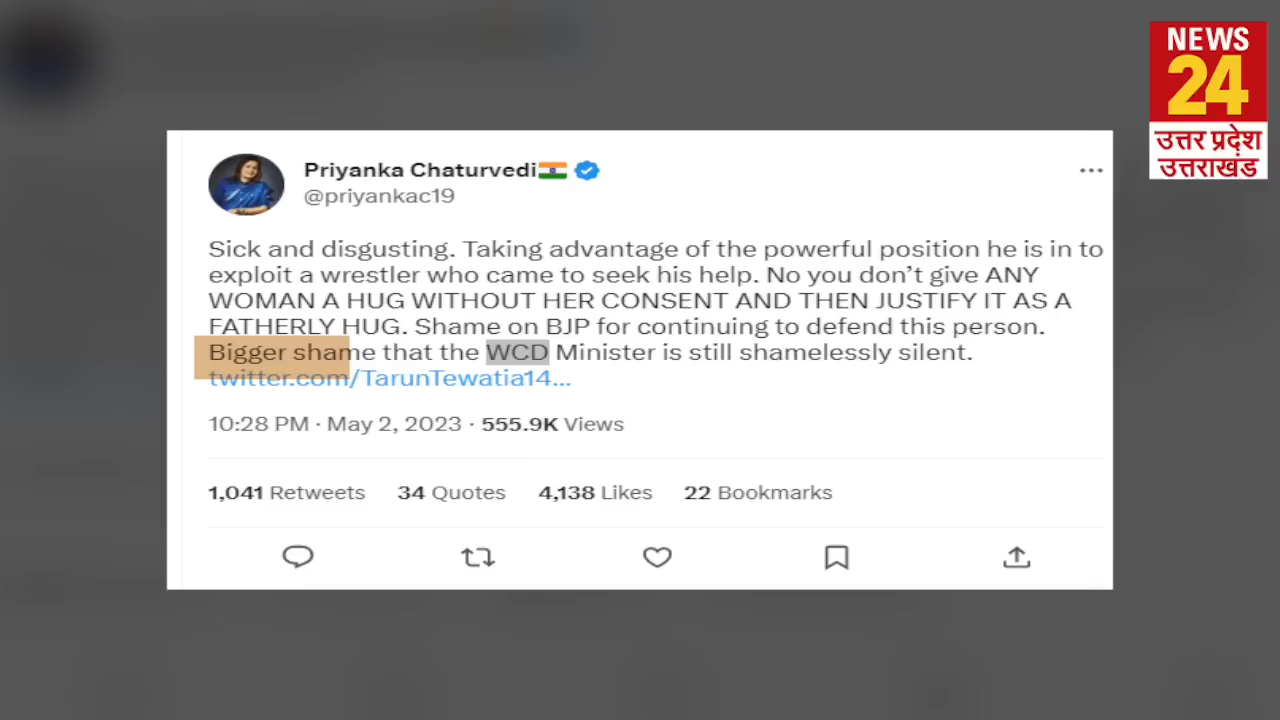 NEWS
24
उत्तर प्रदेश
उत्तराखंड
Priyanka Chaturvedi
@priyankac19
Sick and disgusting. Taking advantage of the powerful position he is in to
exploit a wrestler who came to seek his help. No you don’t give ANY
WOMAN A HUG WITHOUT HER CONSENT AND THEN JUSTIFY IT AS A
FATHERLY HUG. Shame on BJP for continuing to defend this person.
Bigger shame that the WCD Minister is still shamelessly silent.
twitter.com/TarunTewatia14...
10:28 PM · May 2, 2023 · 555.9K Views
1,041 Retweets 34 Quotes 4,138 Likes 22 Bookmarks